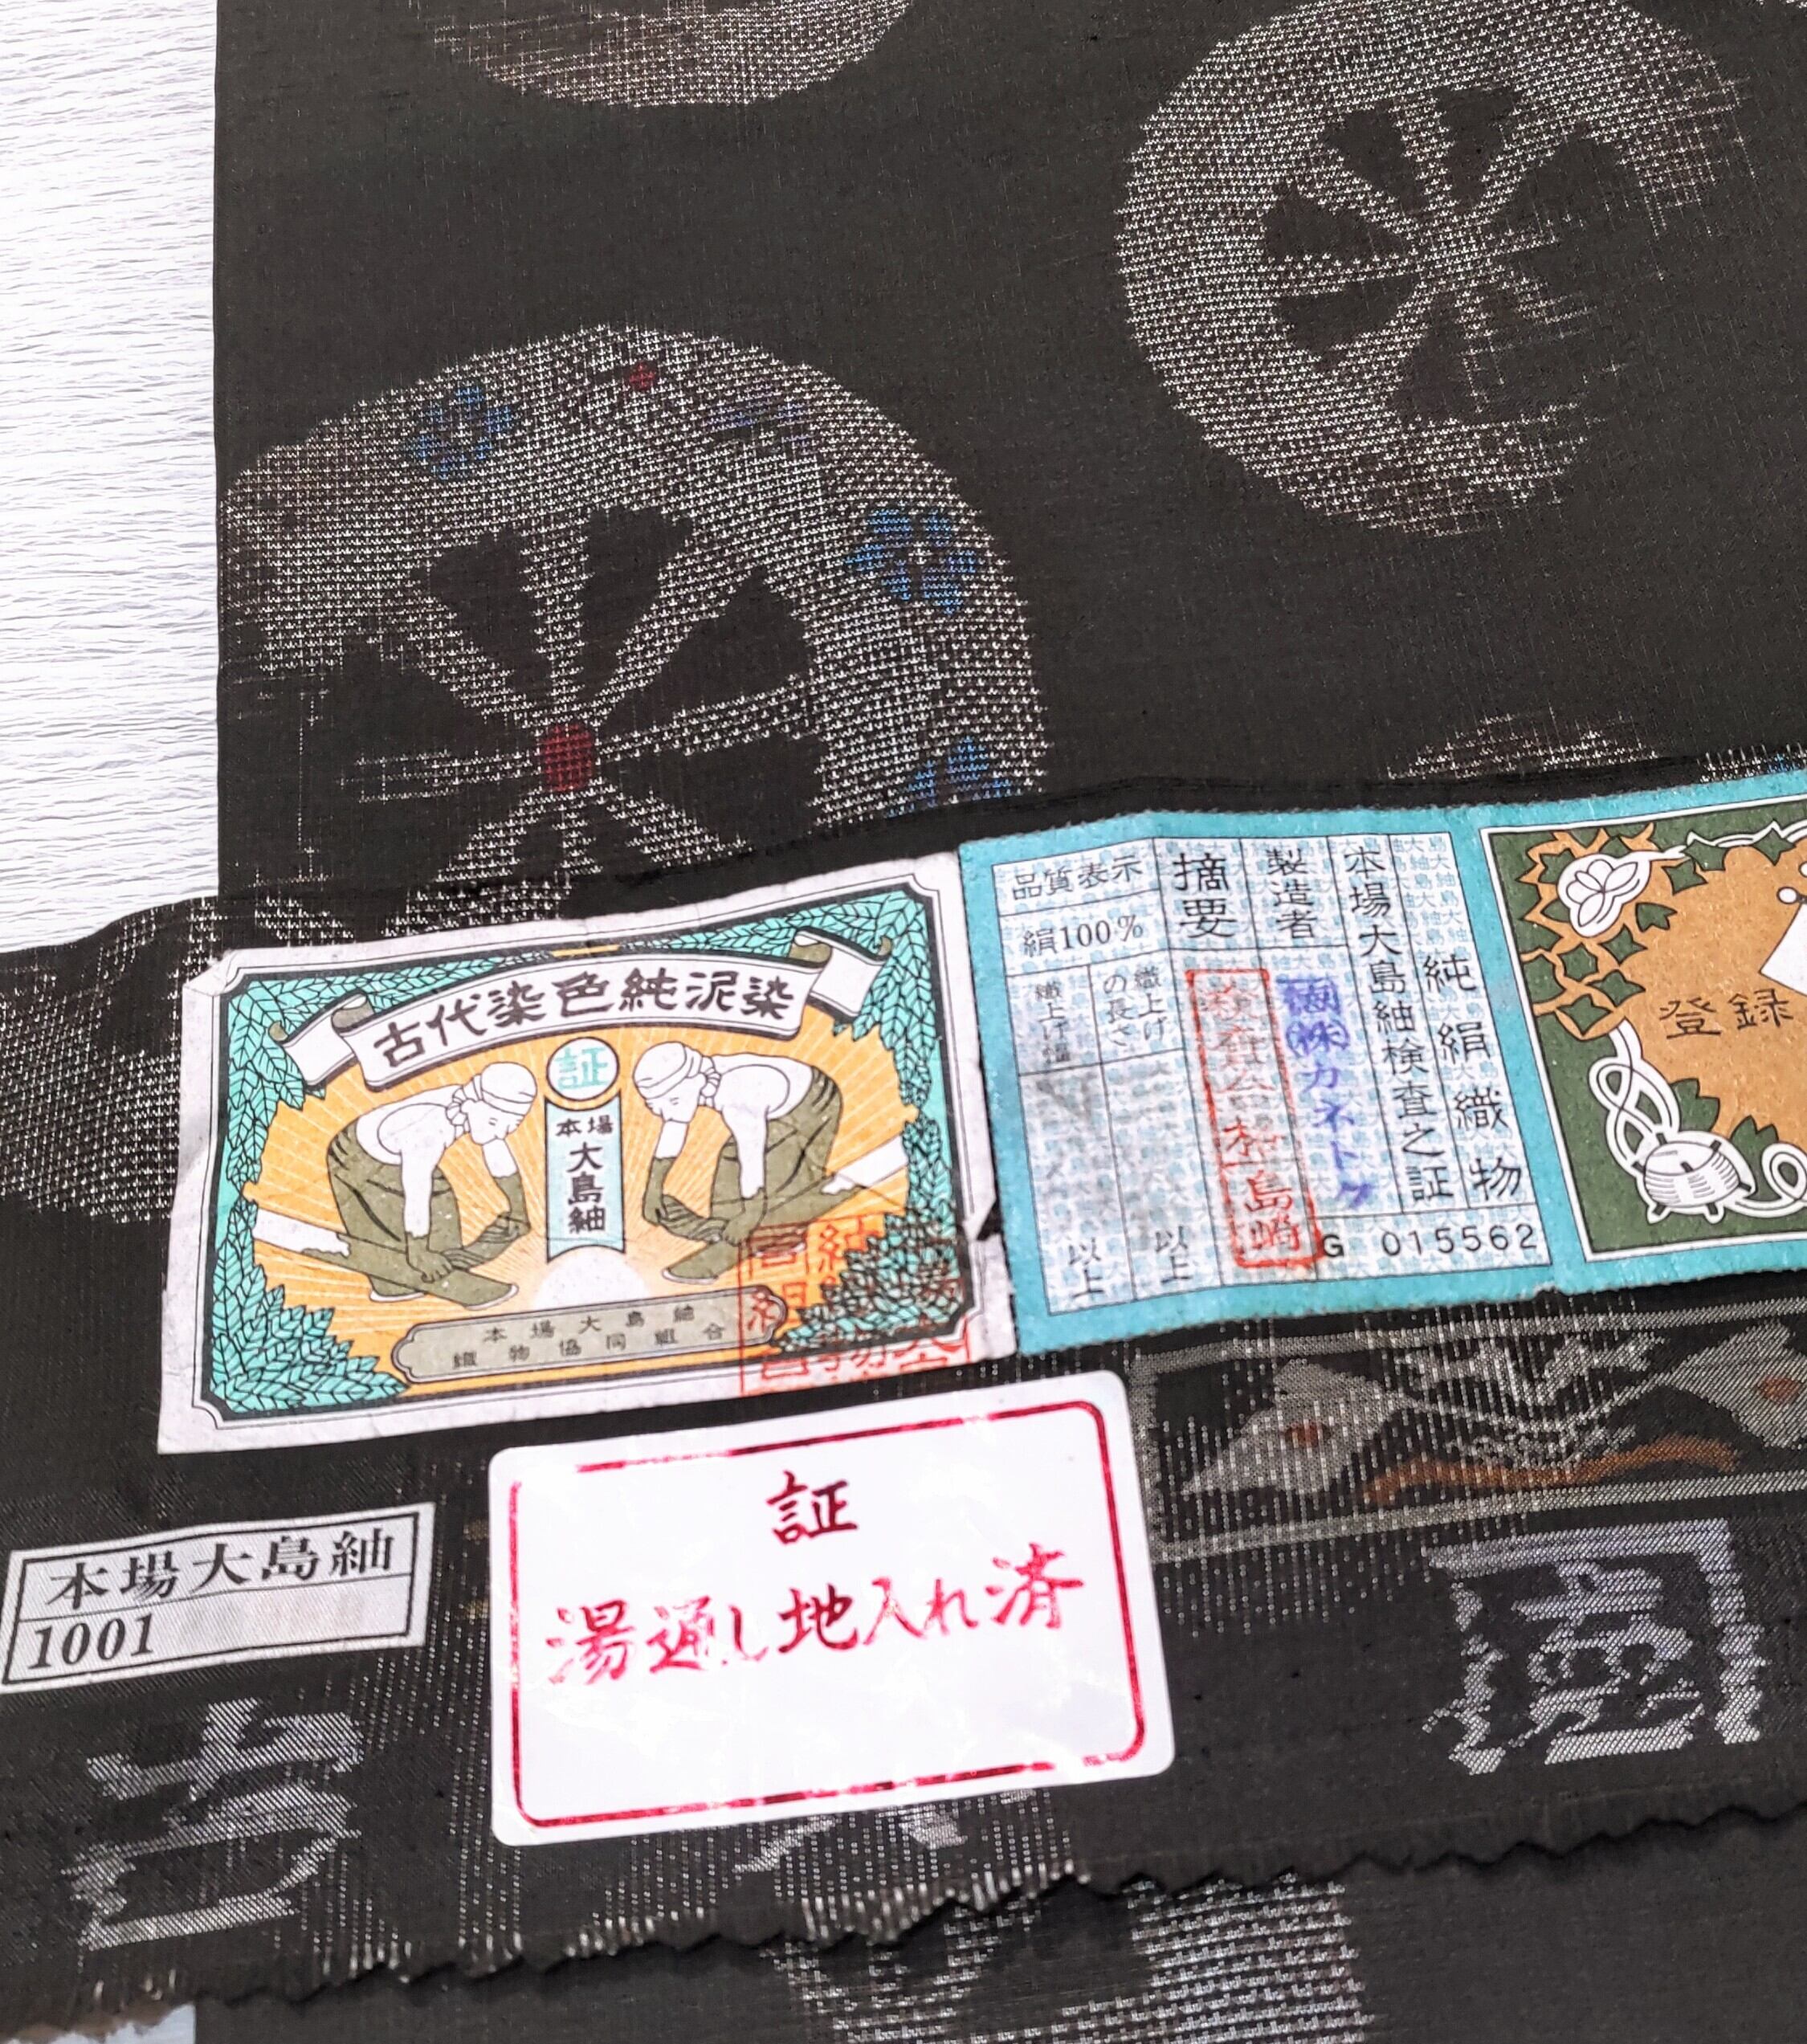 古代染色純泥染
証
本場
大島紬
本場大島紬
織物協同組合
純絹織物
本場大島紬検査之証
製造者
㈱カネトク
摘要
品質表示
絹100%
織上げ
の長さ
以上
織上げ幅
以上
G 015562
登録
本場大島紬
1001
証
湯通し地入れ済